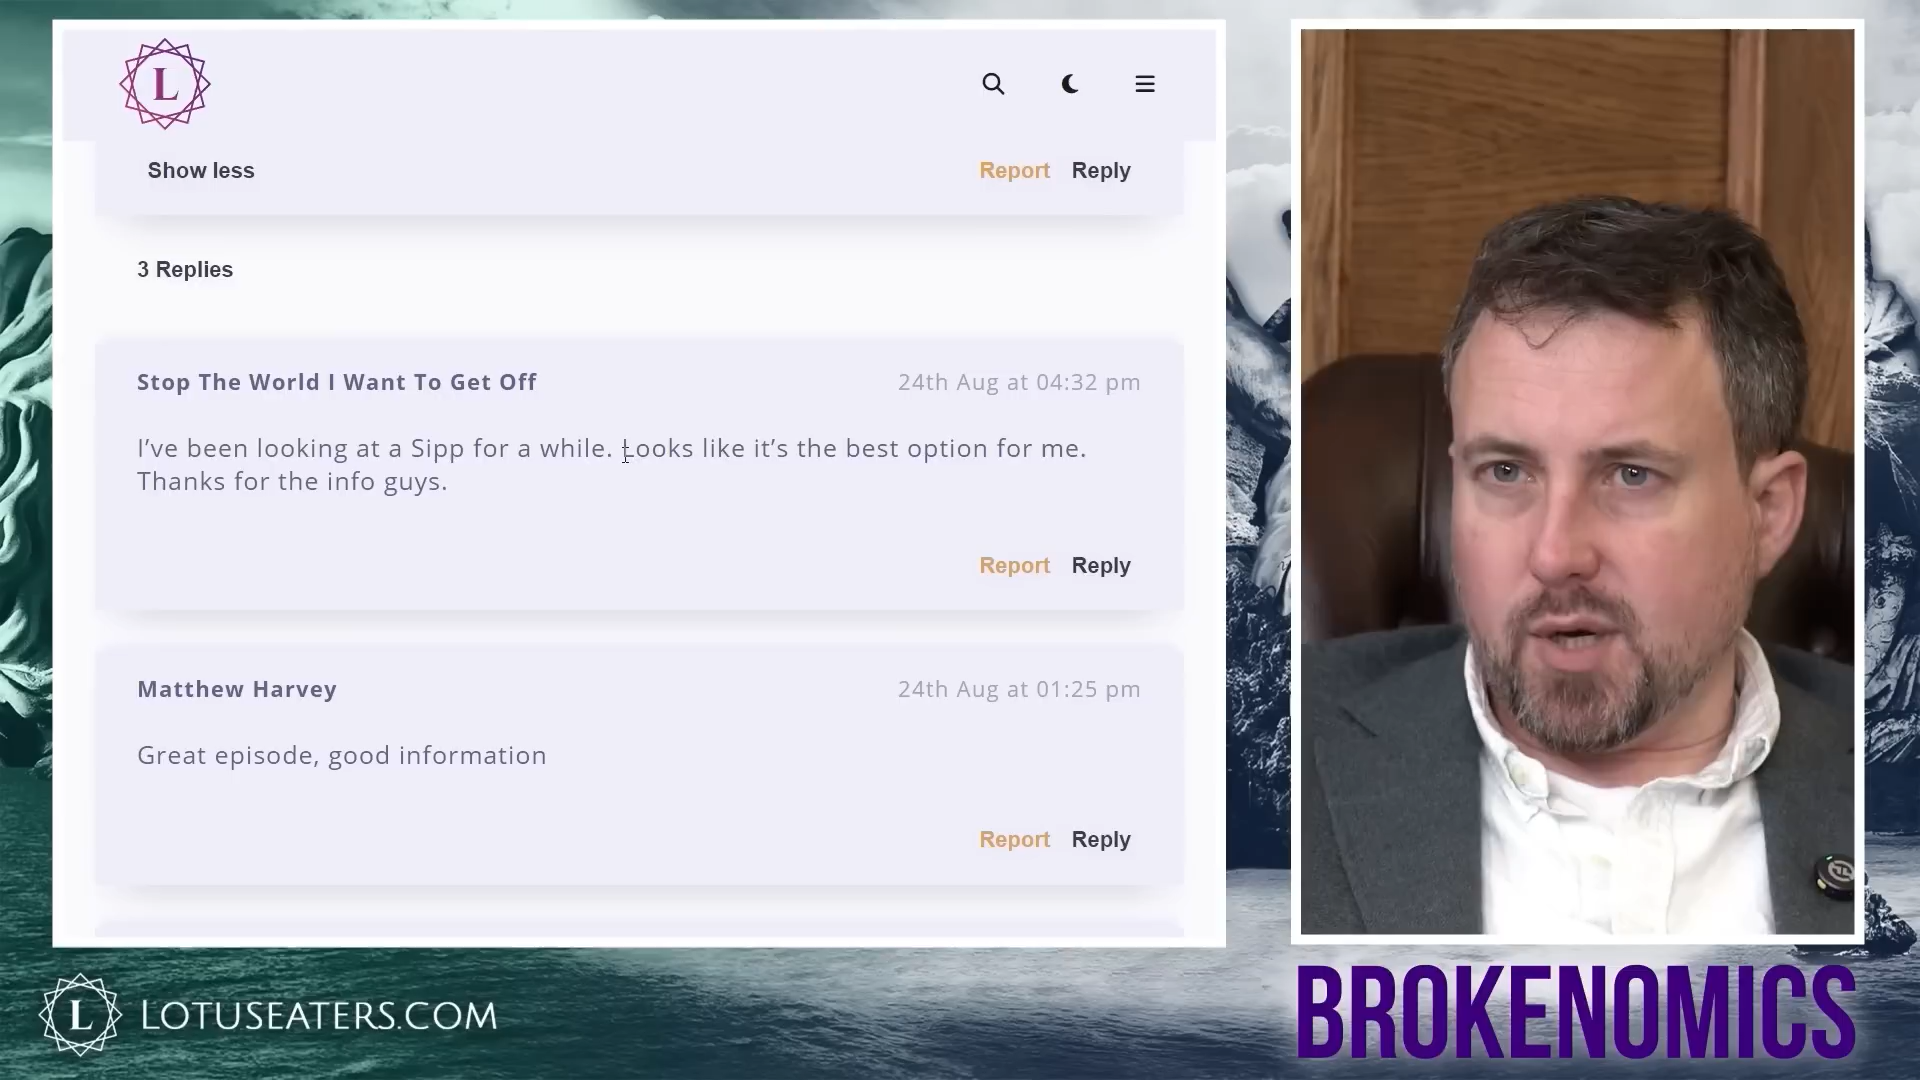 L
Show less
Report Reply
3 Replies
Stop The World I Want To Get Off
24th Aug at 04:32 pm
I’ve been looking at a Sipp for a while. Looks like it’s the best option for me.
Thanks for the info guys.
Report Reply
Matthew Harvey
24th Aug at 01:25 pm
Great episode, good information
Report Reply
L LOTUSEATERS.COM
BROKENOMICS